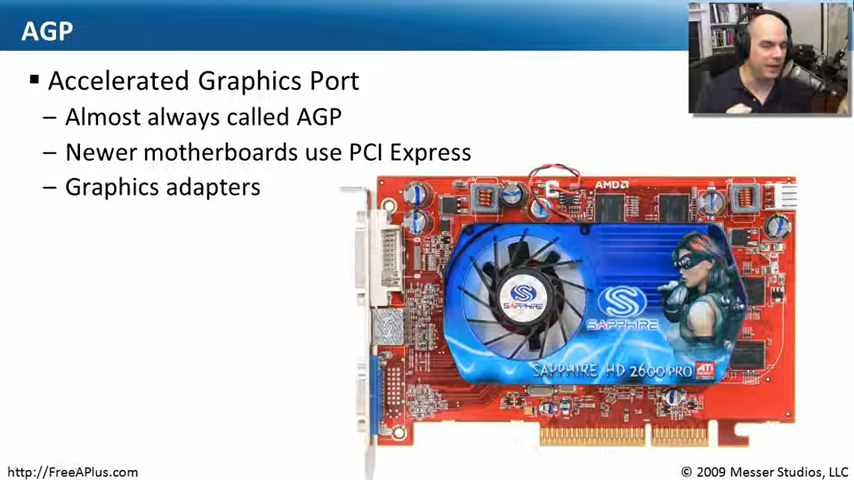 AGP
Accelerated Graphics Port
– Almost always called AGP
– Newer motherboards use PCI Express
– Graphics adapters
AMD
SAPPHIRE
SAPPHIRE
SAPPHIRE HD 2600 PRO
ATI
http://FreeAPlus.com
© 2009 Messer Studios, LLC